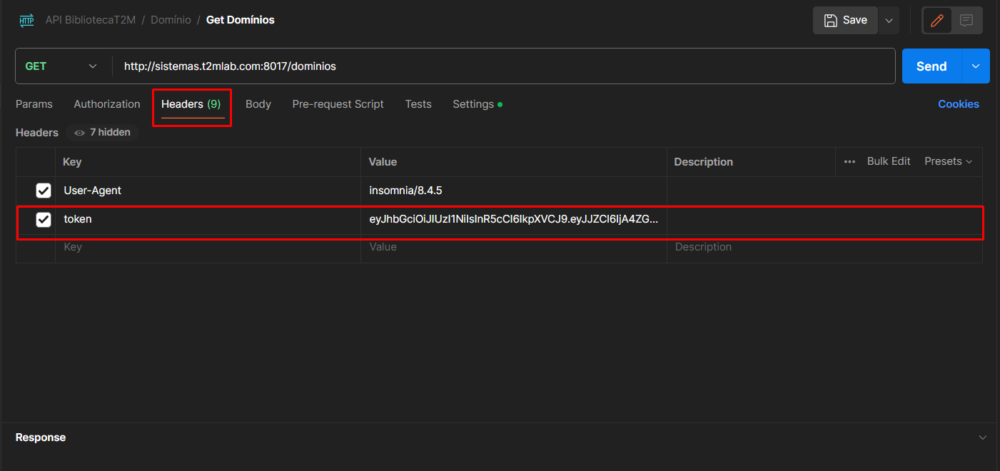 HTTP API BibliotecaT2M / Domínio / Get Domínios Save
GET http://sistemas.t2mlab.com:8017/dominios Send
Params Authorization Headers (9) Body Pre-request Script Tests Settings Cookies
Headers 7 hidden
Key Value Description ••• Bulk Edit Presets
User-Agent insomnia/8.4.5
token eyJhbGciOiJIUzI1NiIsInR5cCI6IkpXVCJ9.eyJJZCI6IjA4ZG...
Key Value Description
Response